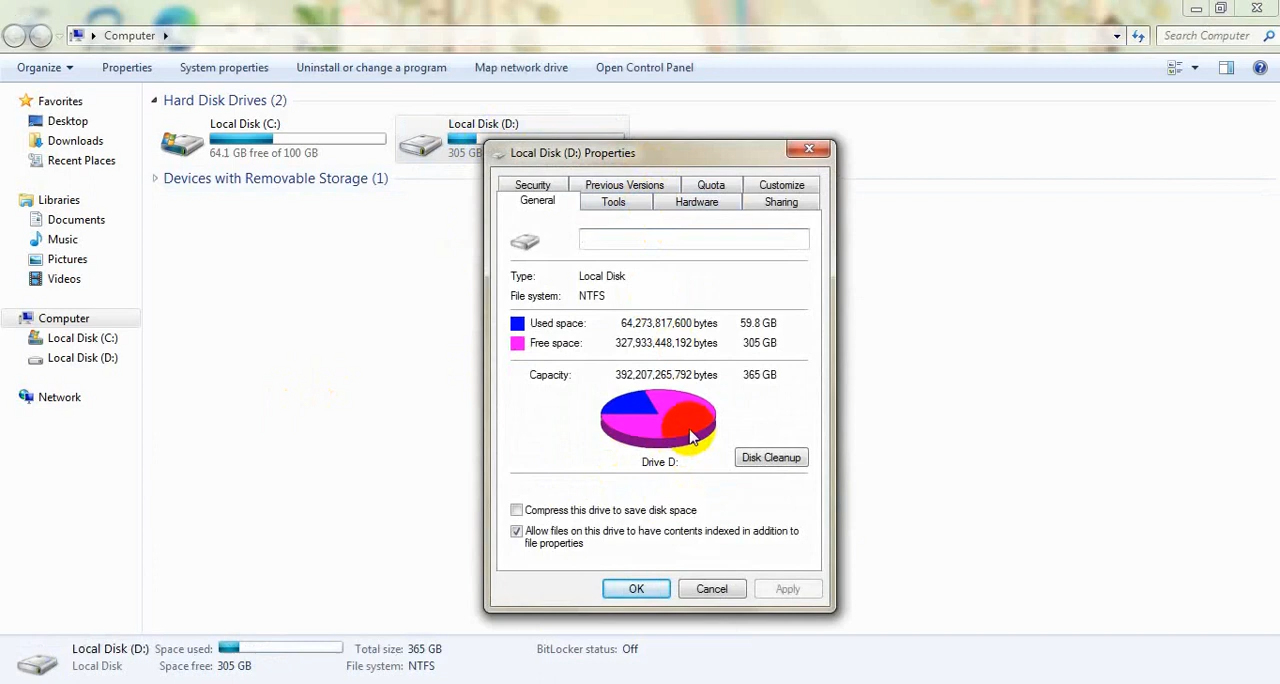 Computer
Search Computer
Organize Properties System properties Uninstall or change a program Map network drive Open Control Panel
Favorites
Desktop
Downloads
Recent Places
Libraries
Documents
Music
Pictures
Videos
Computer
Local Disk (C:)
Local Disk (D:)
Network
Hard Disk Drives (2)
Local Disk (C:)
64.1 GB free of 100 GB
Local Disk (D:)
305 GB
Devices with Removable Storage (1)
Local Disk (D:) Properties
Security Previous Versions Quota Customize
General Tools Hardware Sharing
Type: Local Disk
File system: NTFS
Used space: 64,273,817,600 bytes 59.8 GB
Free space: 327,933,448,192 bytes 305 GB
Capacity: 392,207,265,792 bytes 365 GB
Drive D:
Disk Cleanup
Compress this drive to save disk space
Allow files on this drive to have contents indexed in addition to
file properties
OK Cancel Apply
Local Disk (D:) Space used: Total size: 365 GB BitLocker status: Off
Local Disk Space free: 305 GB File system: NTFS